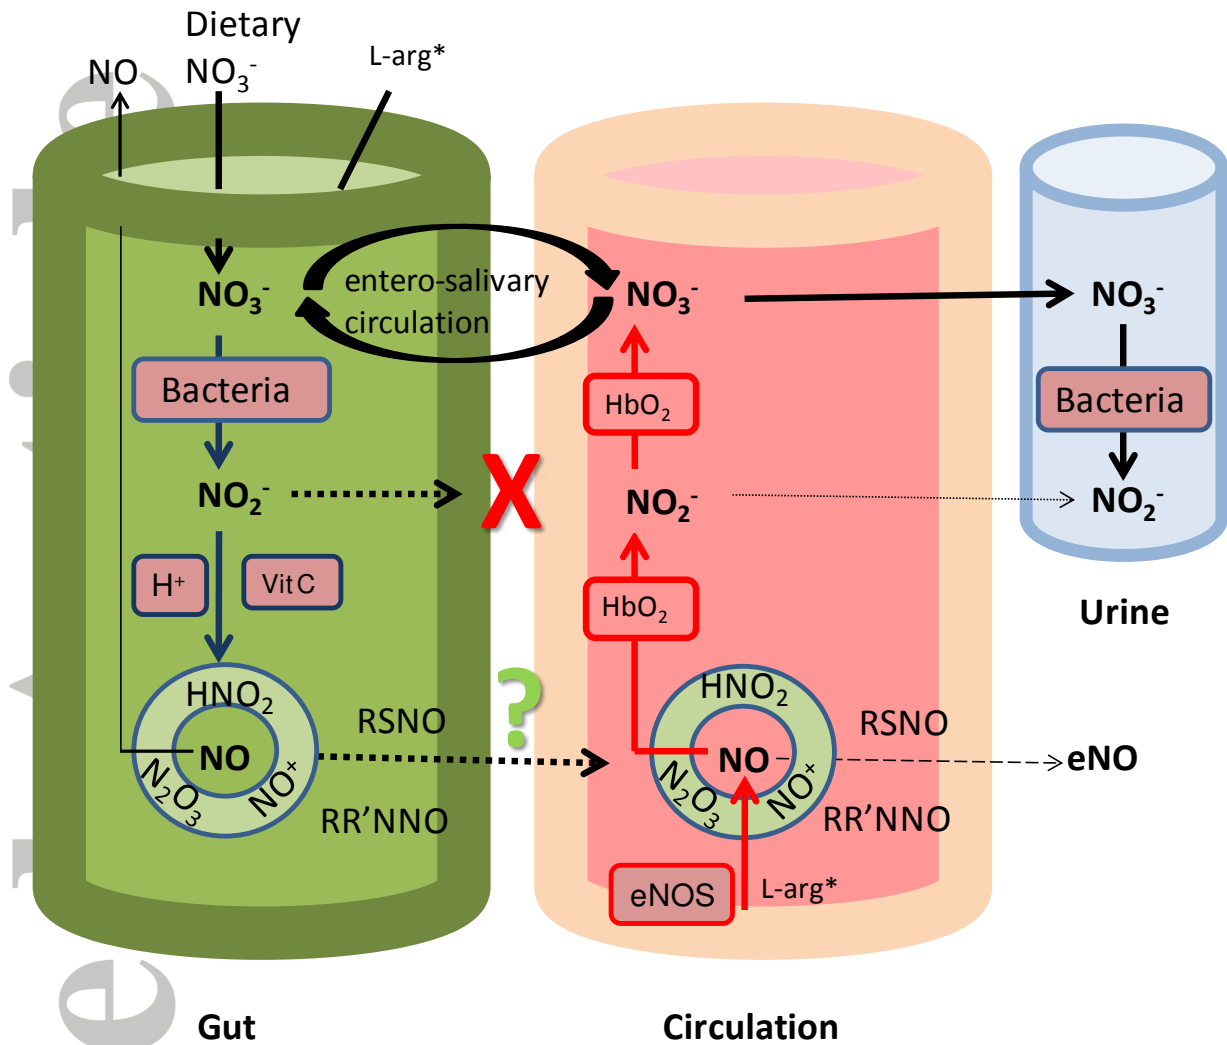 Dietary
NO
NO₃⁻
L-arg*
entero-salivary
circulation
NO₃⁻
NO₃⁻
NO₃⁻
Bacteria
HbO₂
Bacteria
NO₂⁻
X
NO₂⁻
NO₂⁻
H⁺
Vit C
HbO₂
Urine
HNO₂
NO
N₂O₃
NO⁺
RSNO
RR’NNO
?
HNO₂
NO
N₂O₃
NO⁺
RSNO
RR’NNO
eNO
eNOS
L-arg*
Gut
Circulation